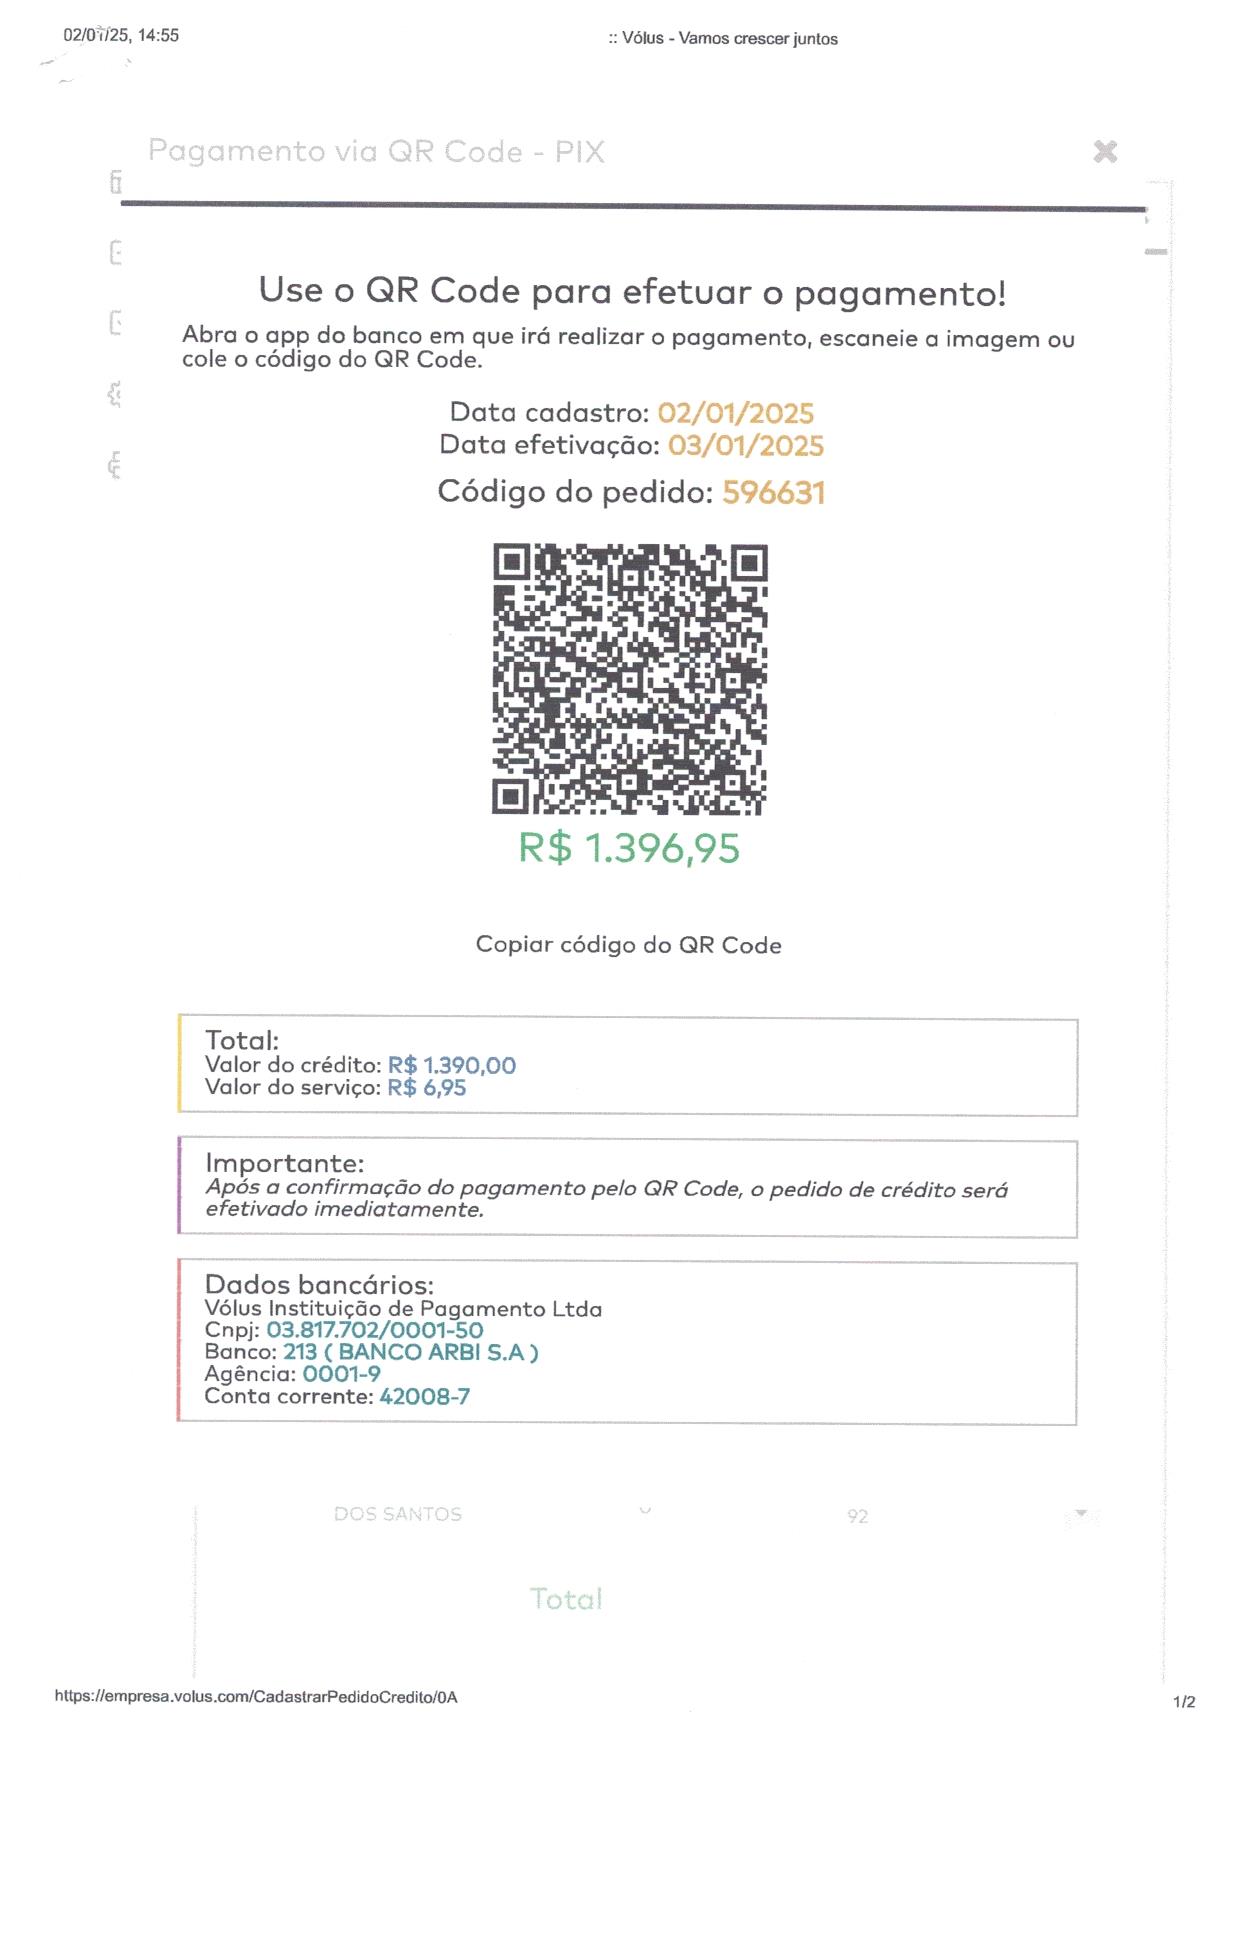 02/01/25, 14:55
:: Vólus - Vamos crescer juntos
Pagamento via QR Code - PIX
Use o QR Code para efetuar o pagamento!
Abra o app do banco em que irá realizar o pagamento, escaneie a imagem ou
cole o código do QR Code.
Data cadastro: 02/01/2025
Data efetivação: 03/01/2025
Código do pedido: 596631
R$ 1.396,95
Copiar código do QR Code
Total:
Valor do crédito: R$ 1.390,00
Valor do serviço: R$ 6,95
Importante:
Após a confirmação do pagamento pelo QR Code, o pedido de crédito será
efetivado imediatamente.
Dados bancários:
Vólus Instituição de Pagamento Ltda
Cnpj: 03.817.702/0001-50
Banco: 213 ( BANCO ARBI S.A )
Agência: 0001-9
Conta corrente: 42008-7
DOS SANTOS
92
Total
https://empresa.volus.com/CadastrarPedidoCredito/0A
1/2